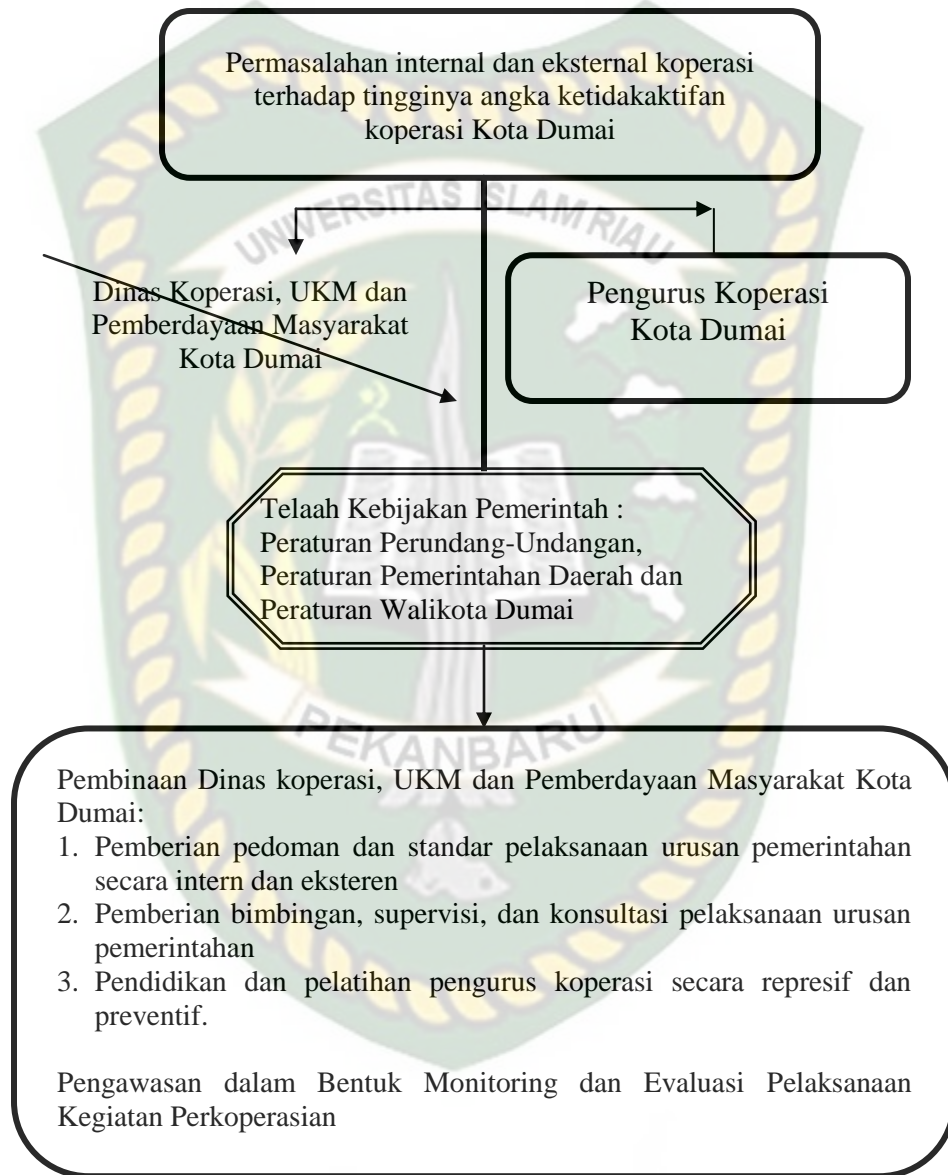 Permasalahan internal dan eksternal koperasi
terhadap tingginya angka ketidakaktifan
koperasi Kota Dumai
UNIVERSITAS ISLAM RIAU
Dinas Koperasi, UKM dan
Pemberdayaan Masyarakat
Kota Dumai
Pengurus Koperasi
Kota Dumai
Telaah Kebijakan Pemerintah :
Peraturan Perundang-Undangan,
Peraturan Pemerintahan Daerah dan
Peraturan Walikota Dumai
PEKANBARU
Pembinaan Dinas koperasi, UKM dan Pemberdayaan Masyarakat Kota
Dumai:
1. Pemberian pedoman dan standar pelaksanaan urusan pemerintahan
secara intern dan eksteren
2. Pemberian bimbingan, supervisi, dan konsultasi pelaksanaan urusan
pemerintahan
3. Pendidikan dan pelatihan pengurus koperasi secara represif dan
preventif.
Pengawasan dalam Bentuk Monitoring dan Evaluasi Pelaksanaan
Kegiatan Perkoperasian